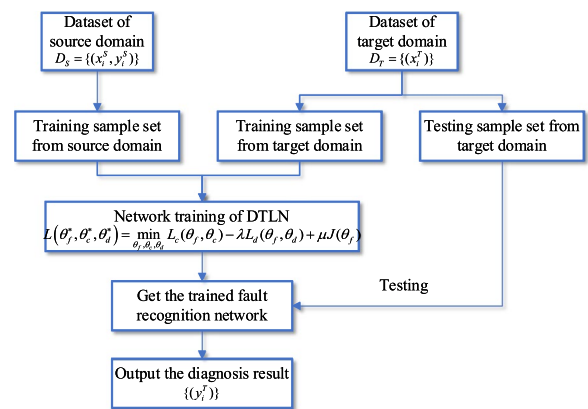 Dataset of
source domain
D_S = {(x_i^S, y_i^S)}
Dataset of
target domain
D_T = {(x_i^T)}
Training sample set
from source domain
Training sample set
from target domain
Testing sample set from
target domain
Network training of DTLN
L(θ_f^*, θ_c^*, θ_d^*) = min_{θ_f,θ_c,θ_d} L_c(θ_f, θ_c) − λL_d(θ_f, θ_d) + μJ(θ_f)
Testing
Get the trained fault
recognition network
Output the diagnosis result
{(y_i^T)}